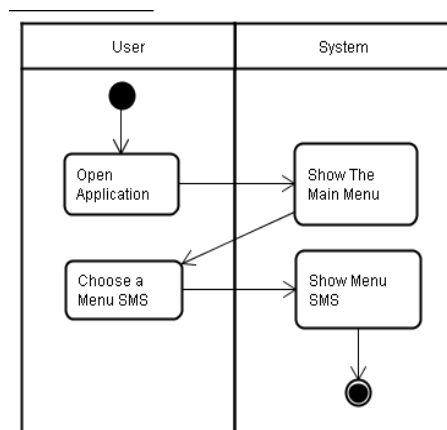 User
System
Open
Application
Show The
Main Menu
Choose a
Menu SMS
Show Menu
SMS